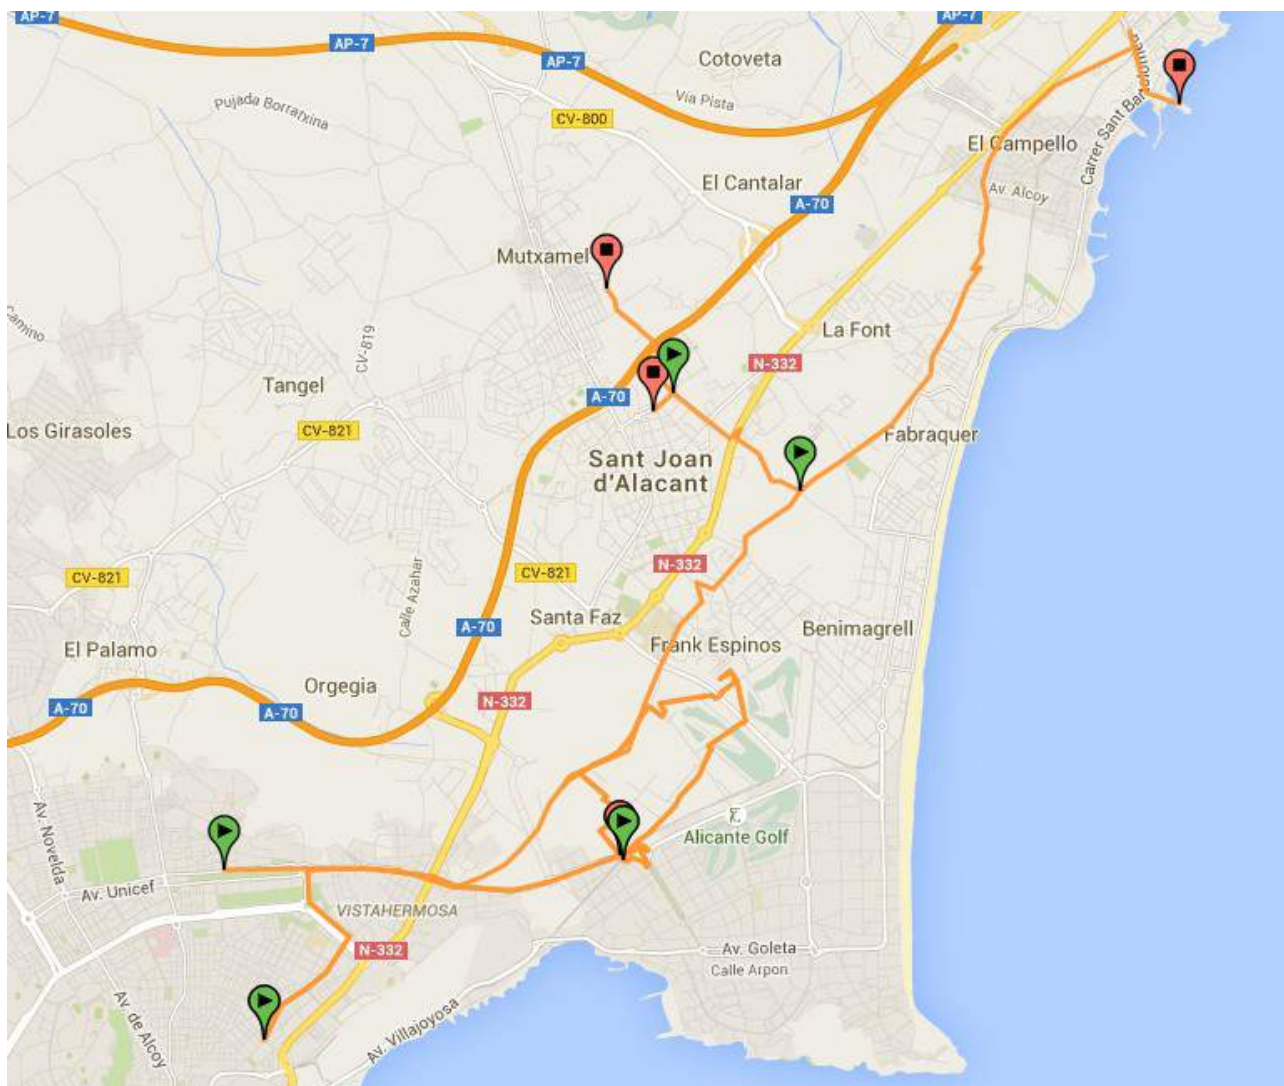 AP-7
AP-7
AP-7
AP-7
Cotoveta
Via Pista
Pujada Borratxina
CV-800
El Campello
Carrer Sant Bartolomeu
Av. Alcoy
El Cantalar
A-70
Mutxamel
Camino
CV-819
La Font
N-332
Tangel
A-70
Los Girasoles
CV-821
Fabraquer
Sant Joan
d'Alacant
CV-821
CV-821
N-332
Calle Azahar
Santa Faz
A-70
Benimagrell
El Palamo
Frank Espinos
Orgegia
N-332
A-70
A-70
Av. Novelda
Alicante Golf
Av. Unicef
VISTAHERMOSA
N-332
Av. Goleta
Calle Arpon
Av. de Alcoy
Av. Villajoyosa